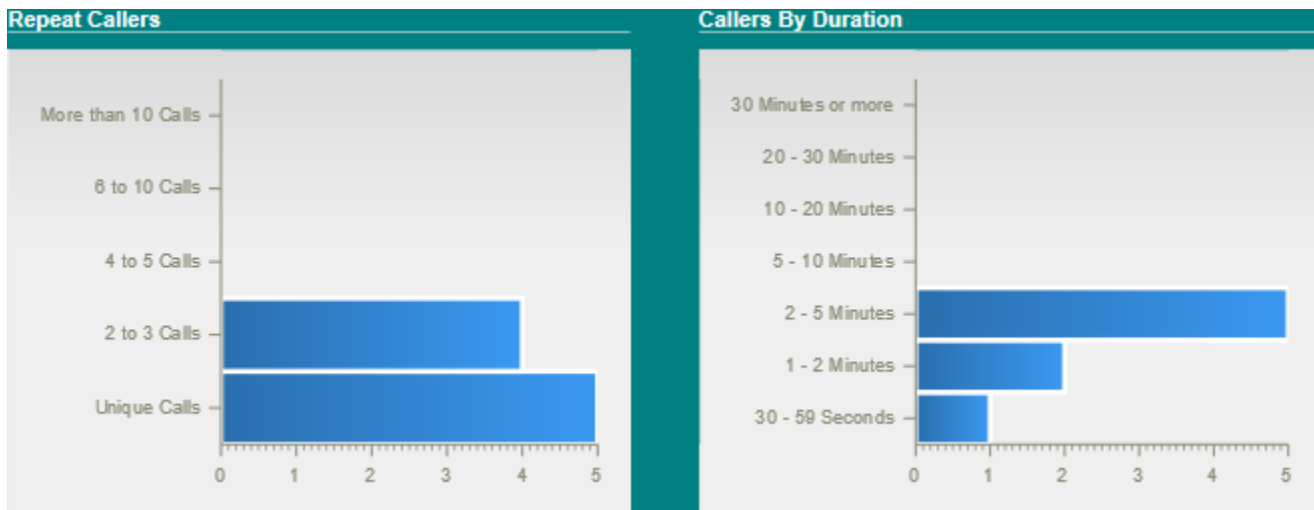 Repeat Callers
More than 10 Calls
6 to 10 Calls
4 to 5 Calls
2 to 3 Calls
Unique Calls
0 1 2 3 4 5
Callers By Duration
30 Minutes or more
20 - 30 Minutes
10 - 20 Minutes
5 - 10 Minutes
2 - 5 Minutes
1 - 2 Minutes
30 - 59 Seconds
0 1 2 3 4 5